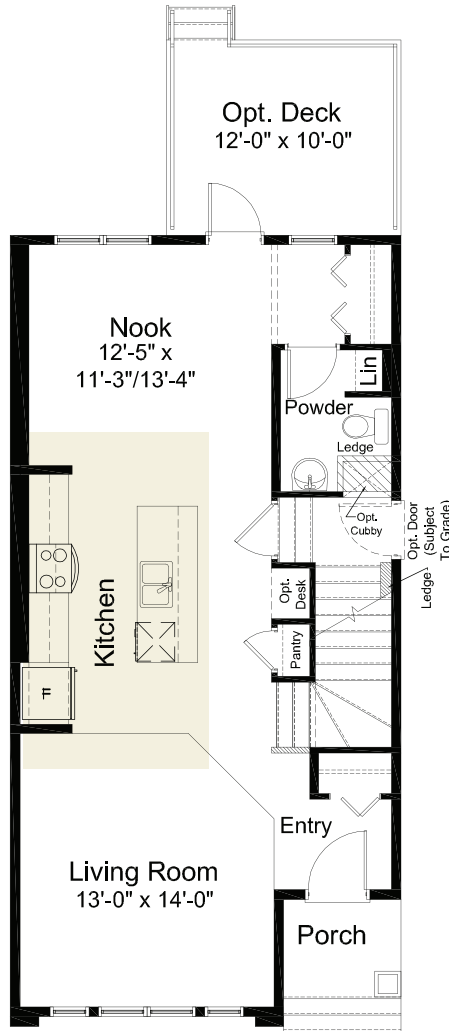 Opt. Deck
12'-0" x 10'-0"
Nook
12'-5" x
11'-3"/13'-4"
Lin
Powder
Ledge
Opt.
Cubby
Opt. Door
(Subject
To Grade)
Ledge
Opt.
Desk
Pantry
Kitchen
F
Entry
Living Room
13'-0" x 14'-0"
Porch